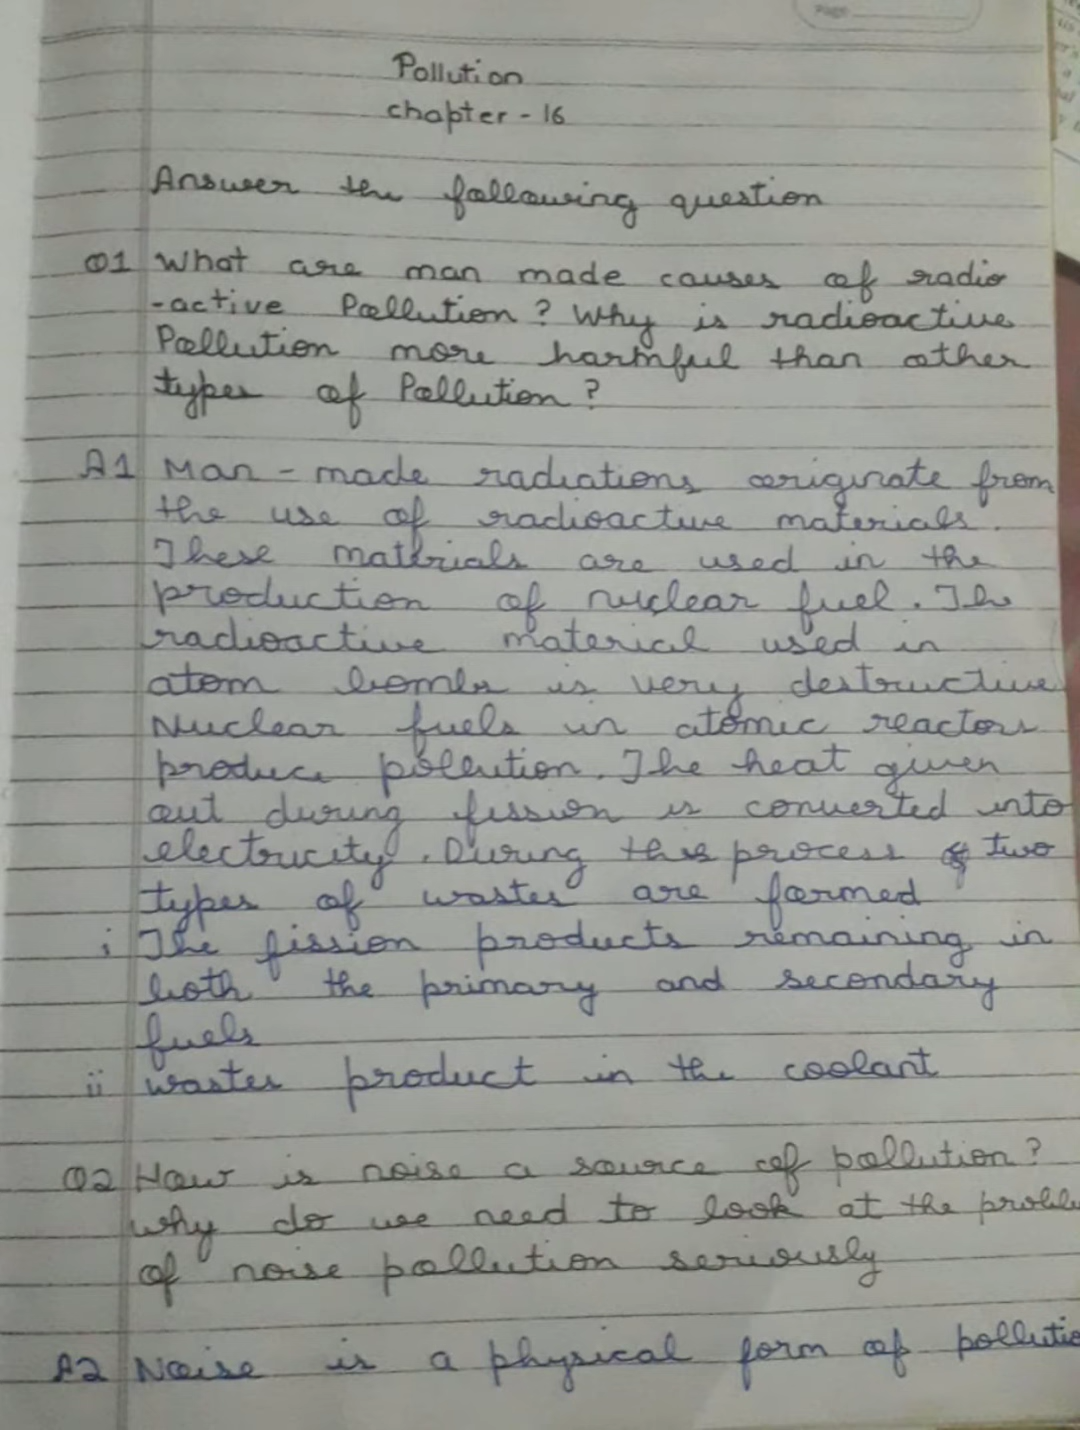 Page
Pollution
chapter - 16
Answer the following question
Q1 What are man made causes of radio
-active Pollution? Why is radioactive
Pollution more harmful than other
types of Pollution?
A1 Man - made radiations originate from
the use of radioactive materials.
These materials are used in the
production of nuclear fuel. The
radioactive material used in
atom bombs is very destructive
Nuclear fuels in atomic reactors
produce pollution. The heat given
out during fission is converted into
electricity. During this process two
types of wastes are formed
i The fission products remaining in
both the primary and secondary
fuels
ii wastes product in the coolant
Q2 How is noise a source of pollution?
why do we need to look at the proble
of noise pollution seriously
A2 Noise is a physical form of pollutio